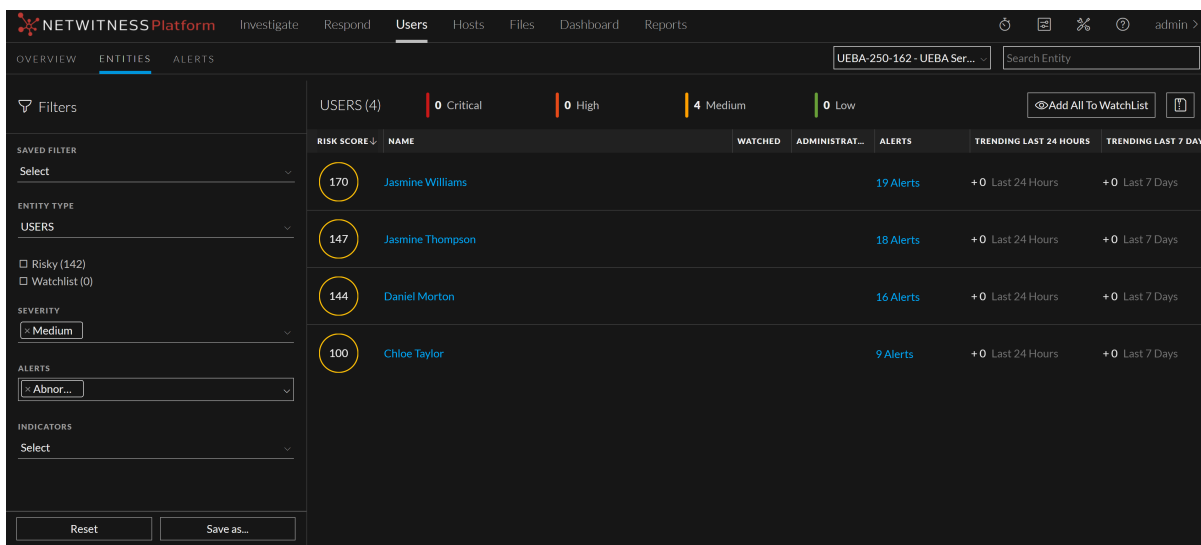 NETWITNESS Platform Investigate Respond Users Hosts Files Dashboard Reports admin >
OVERVIEW ENTITIES ALERTS UEBA-250-162 - UEBA Ser... Search Entity
Filters
USERS (4) 0 Critical 0 High 4 Medium 0 Low Add All To WatchList
RISK SCORE↓ NAME WATCHED ADMINISTRAT... ALERTS TRENDING LAST 24 HOURS TRENDING LAST 7 DAY
SAVED FILTER
Select
170 Jasmine Williams 19 Alerts +0 Last 24 Hours +0 Last 7 Days
ENTITY TYPE
USERS
147 Jasmine Thompson 18 Alerts +0 Last 24 Hours +0 Last 7 Days
Risky (142)
Watchlist (0)
144 Daniel Morton 16 Alerts +0 Last 24 Hours +0 Last 7 Days
SEVERITY
× Medium
100 Chloe Taylor 9 Alerts +0 Last 24 Hours +0 Last 7 Days
ALERTS
× Abnor...
INDICATORS
Select
Reset Save as...